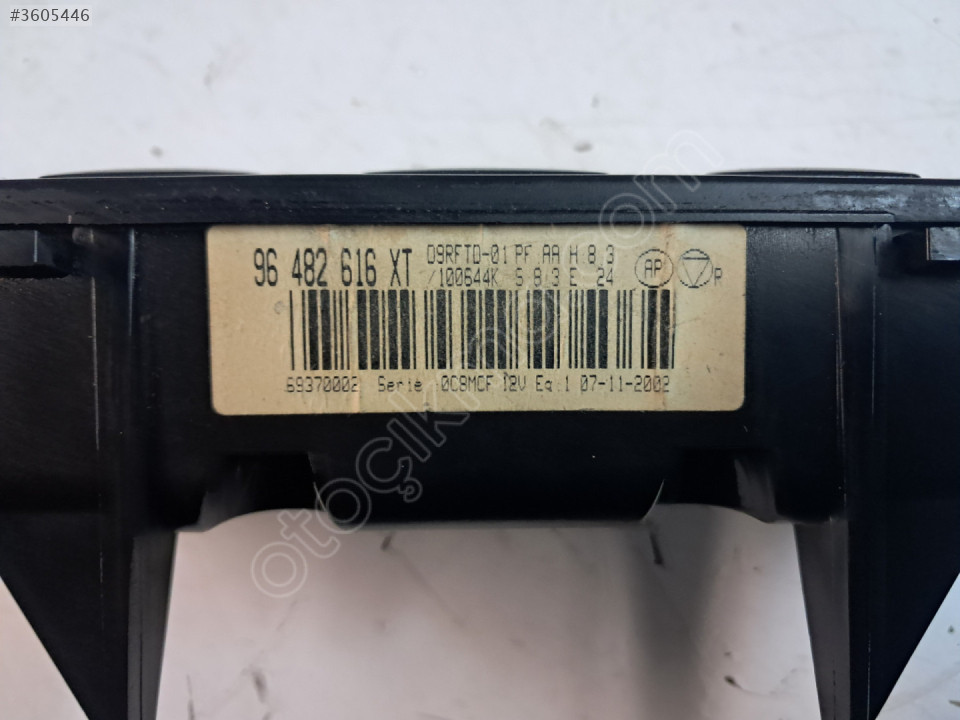 #3605446
96 482 616 XT
D9RFTD-01 PF.AA H:8,3
/100644K S 8,3 E 24
AP
R
69370002 Serie 0C8MCF 12V Eq:1 07-11-2002
otoçıkma.com